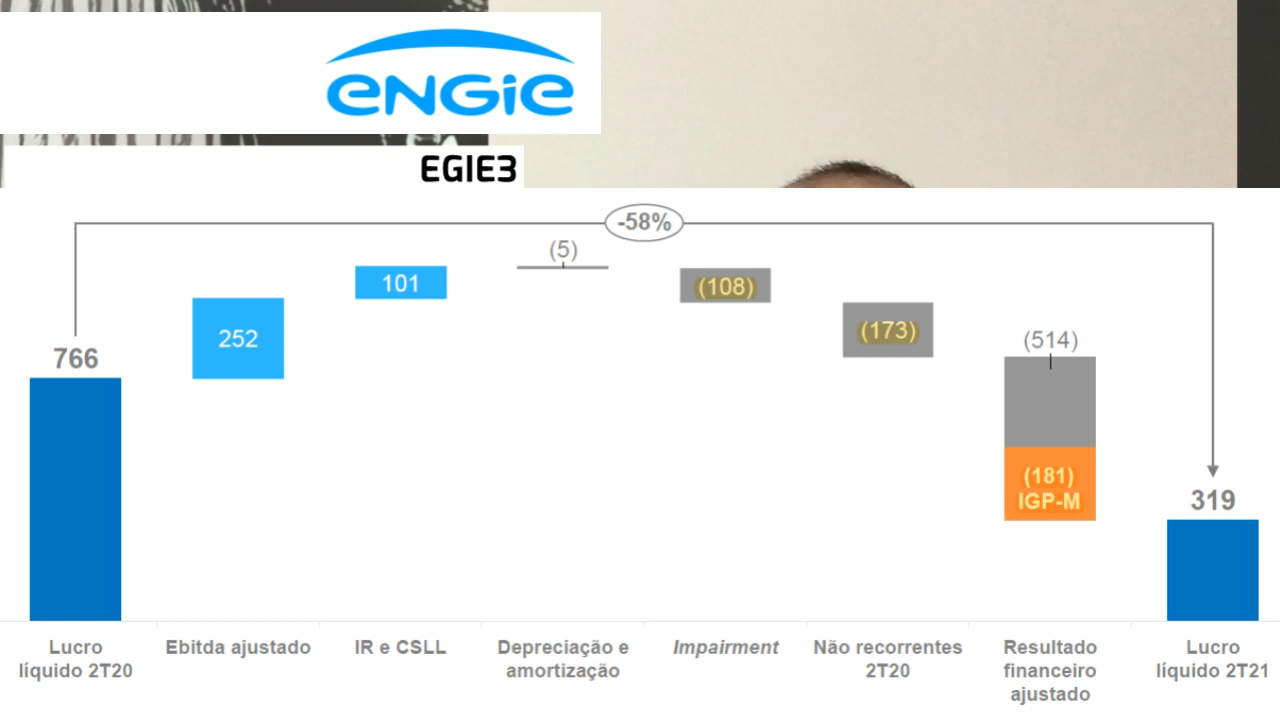 eNGiE
EGIE3
-58%
766
252
101
(5)
(108)
(173)
(514)
(181)
IGP-M
319
Lucro
líquido 2T20
Ebitda ajustado
IR e CSLL
Depreciação e
amortização
Impairment
Não recorrentes
2T20
Resultado
financeiro
ajustado
Lucro
líquido 2T21